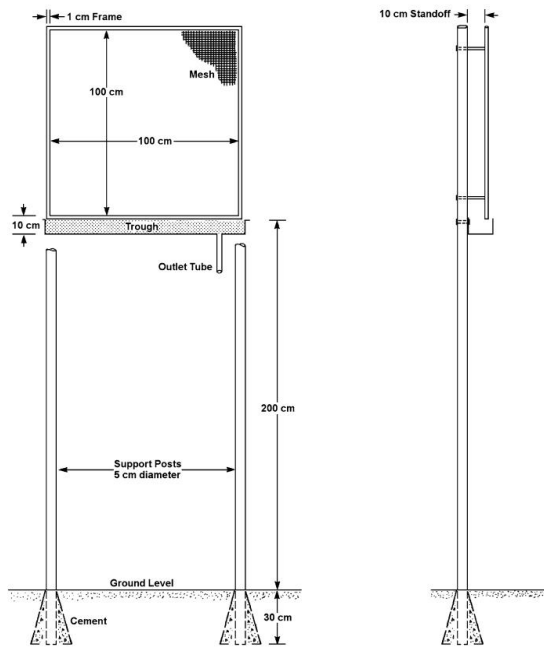 1 cm Frame
10 cm Standoff
Mesh
100 cm
100 cm
10 cm
Trough
Outlet Tube
200 cm
Support Posts
5 cm diameter
Ground Level
Cement
30 cm